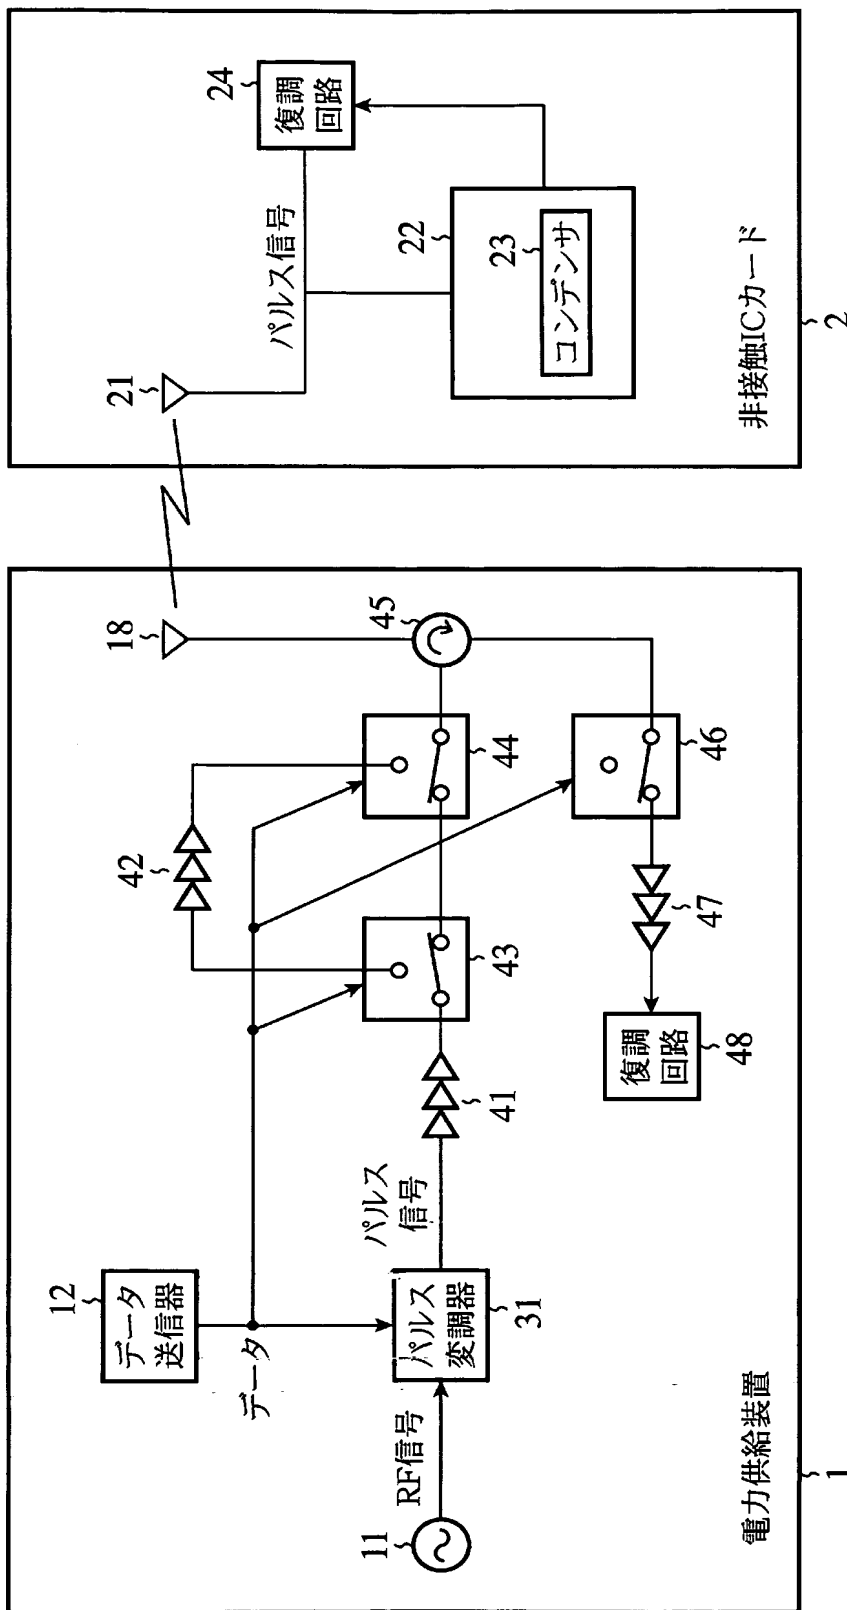 12
データ
送信器
データ
11
RF信号
パルス
変調器
31
パルス
信号
41
42
43
44
18
45
46
47
復調
回路
48
電力供給装置
1
21
パルス信号
24
復調
回路
22
23
コンデンサ
非接触ICカード
2